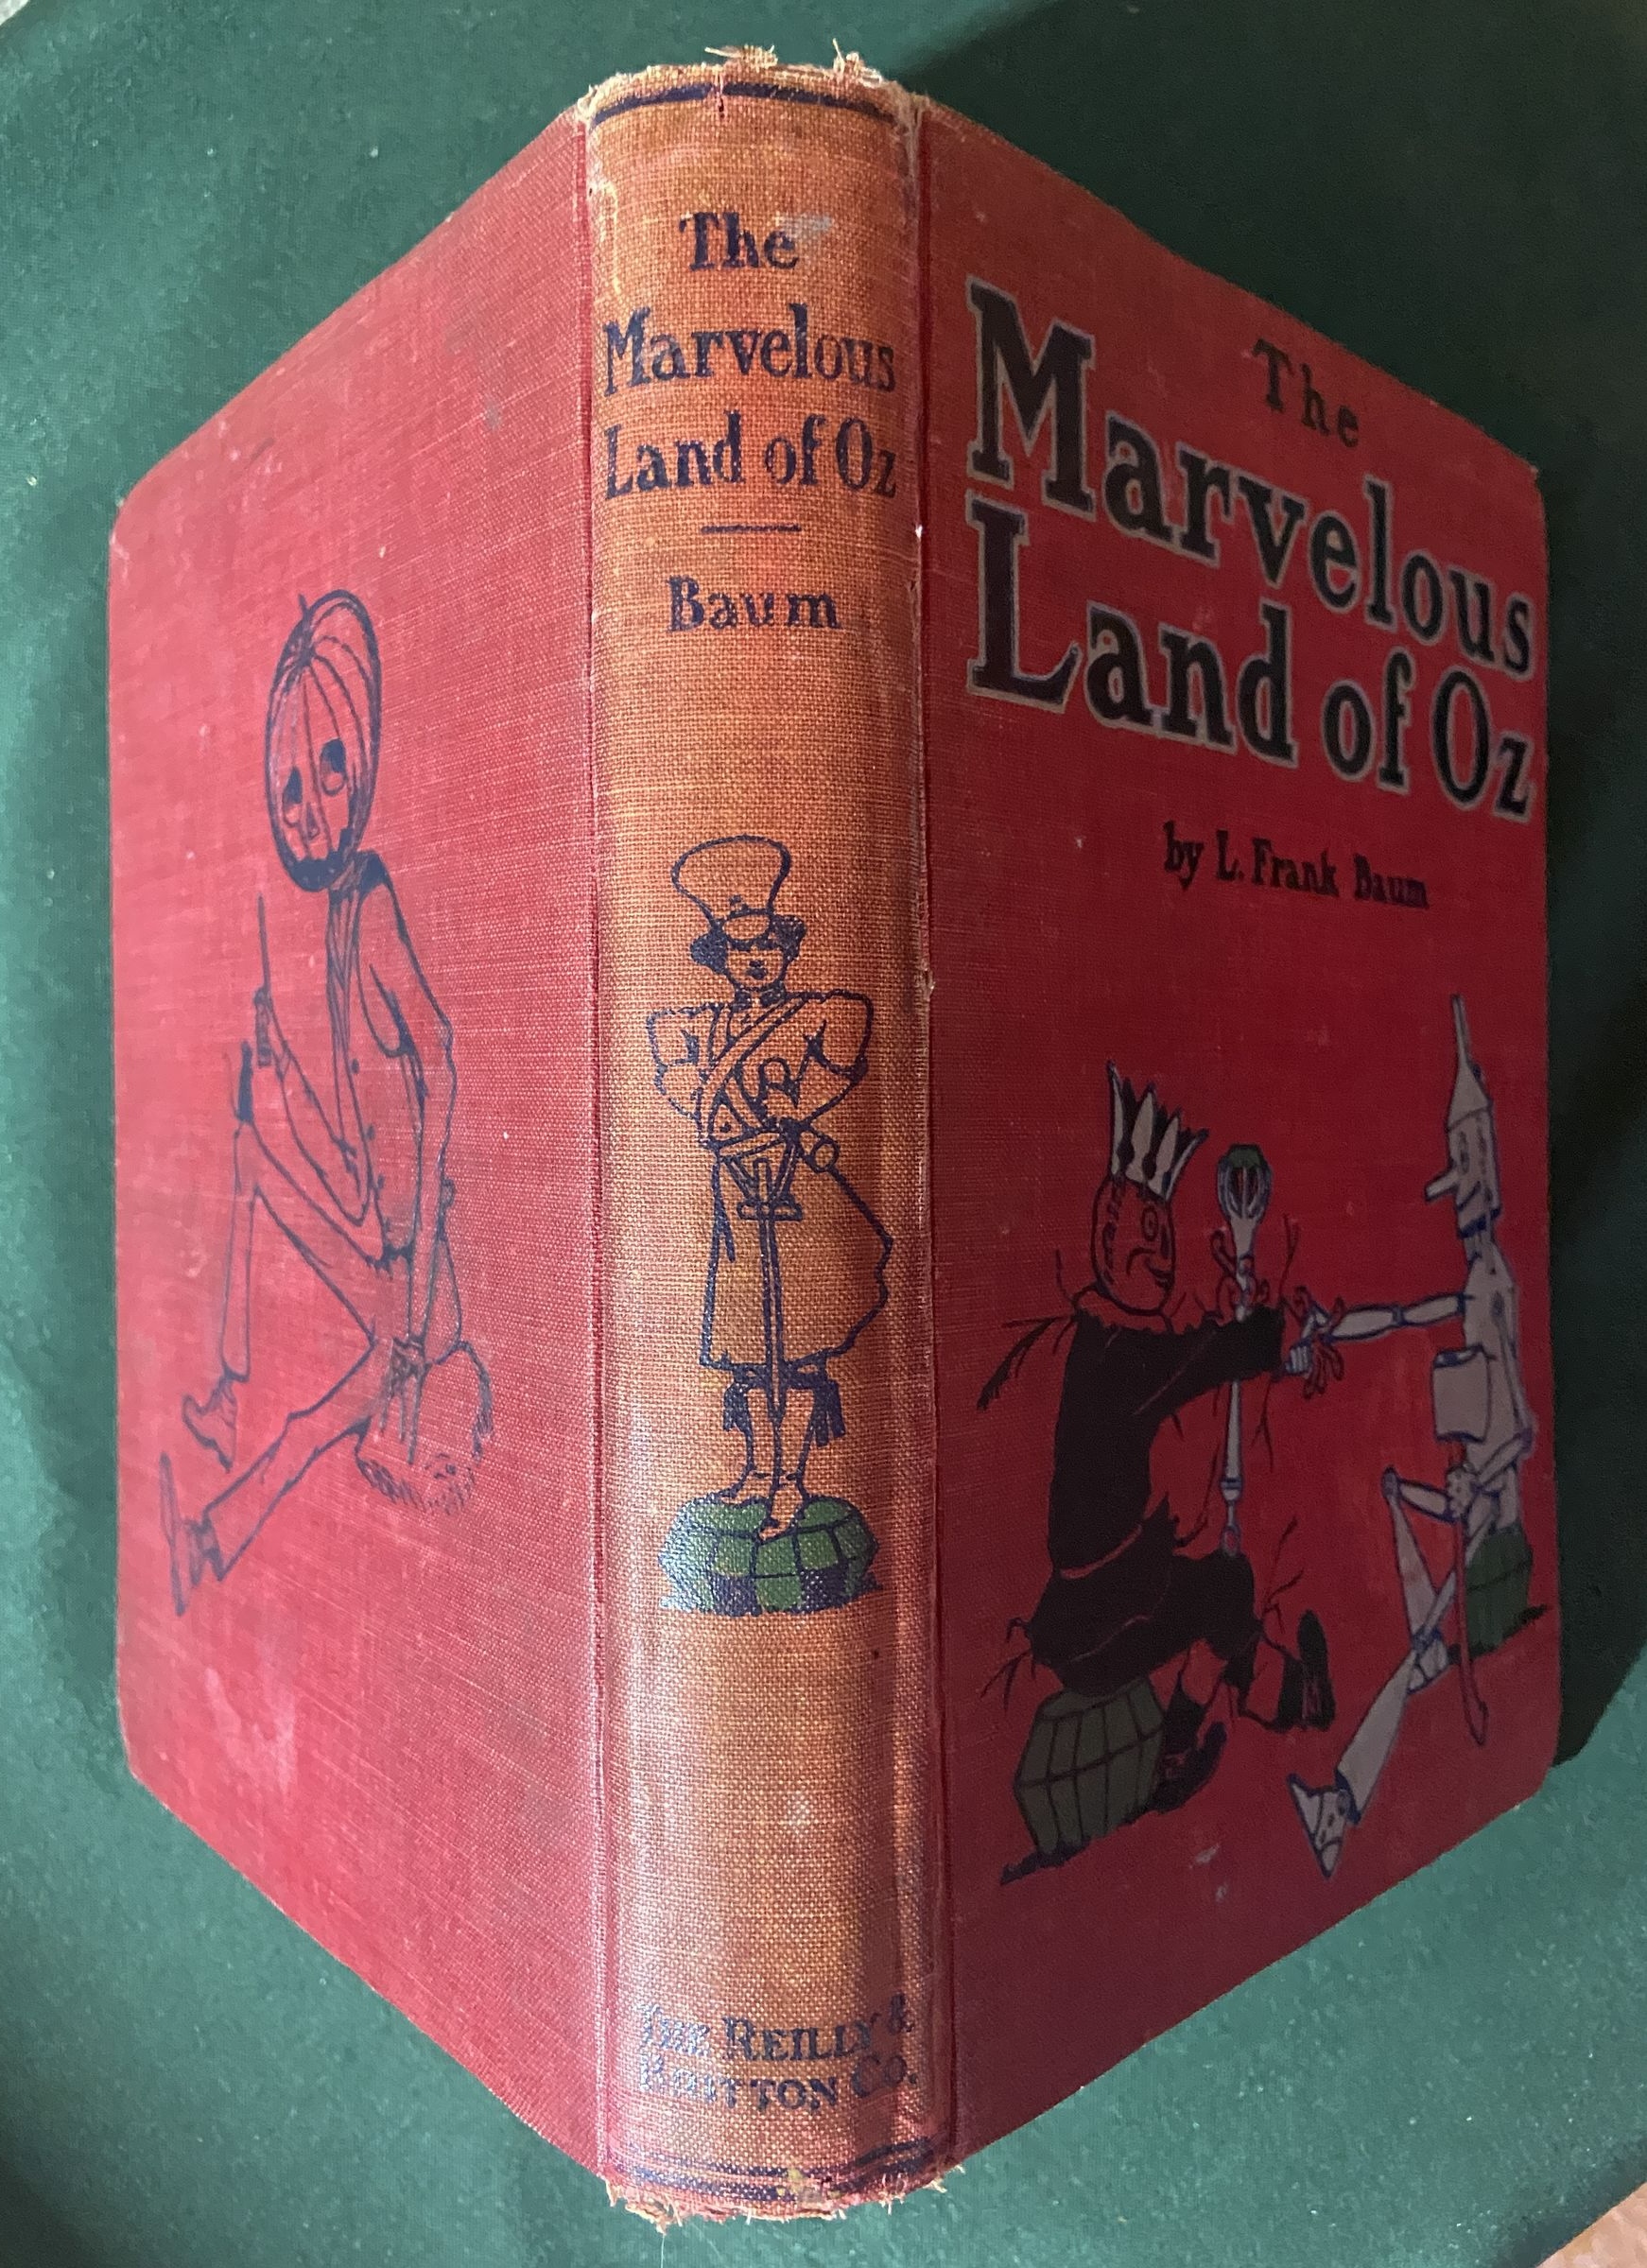 The
Marvelous
Land of Oz
Baum
THE REILLY &
BRITTON CO.
The
Marvelous
Land of Oz
by L. Frank Baum